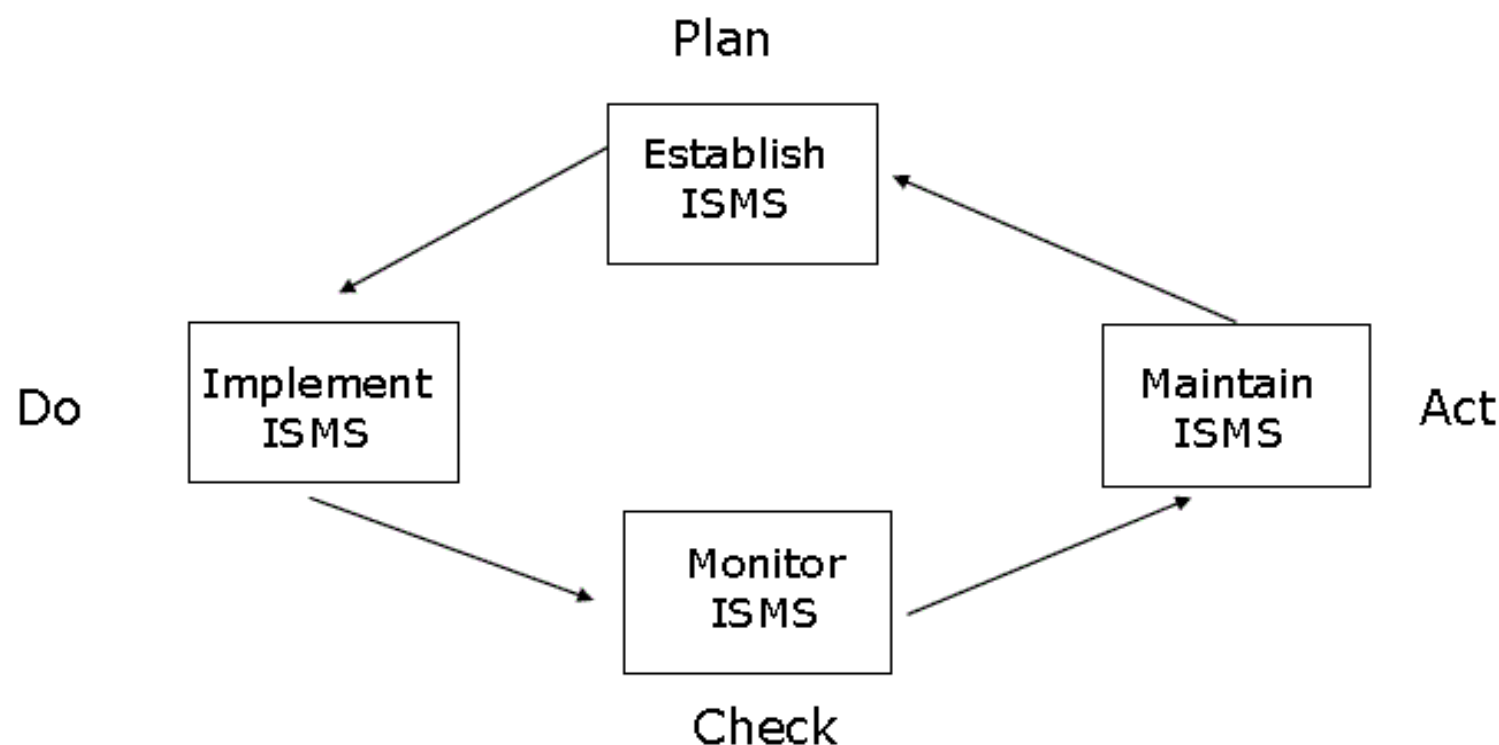 Plan
Establish
ISMS
Do
Implement
ISMS
Maintain
ISMS
Act
Monitor
ISMS
Check